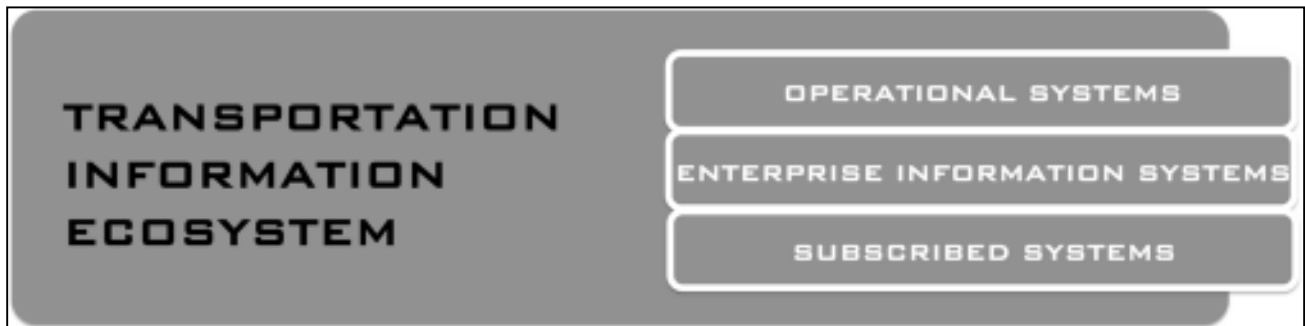 TRANSPORTATION
INFORMATION
ECOSYSTEM
OPERATIONAL SYSTEMS
ENTERPRISE INFORMATION SYSTEMS
SUBSCRIBED SYSTEMS